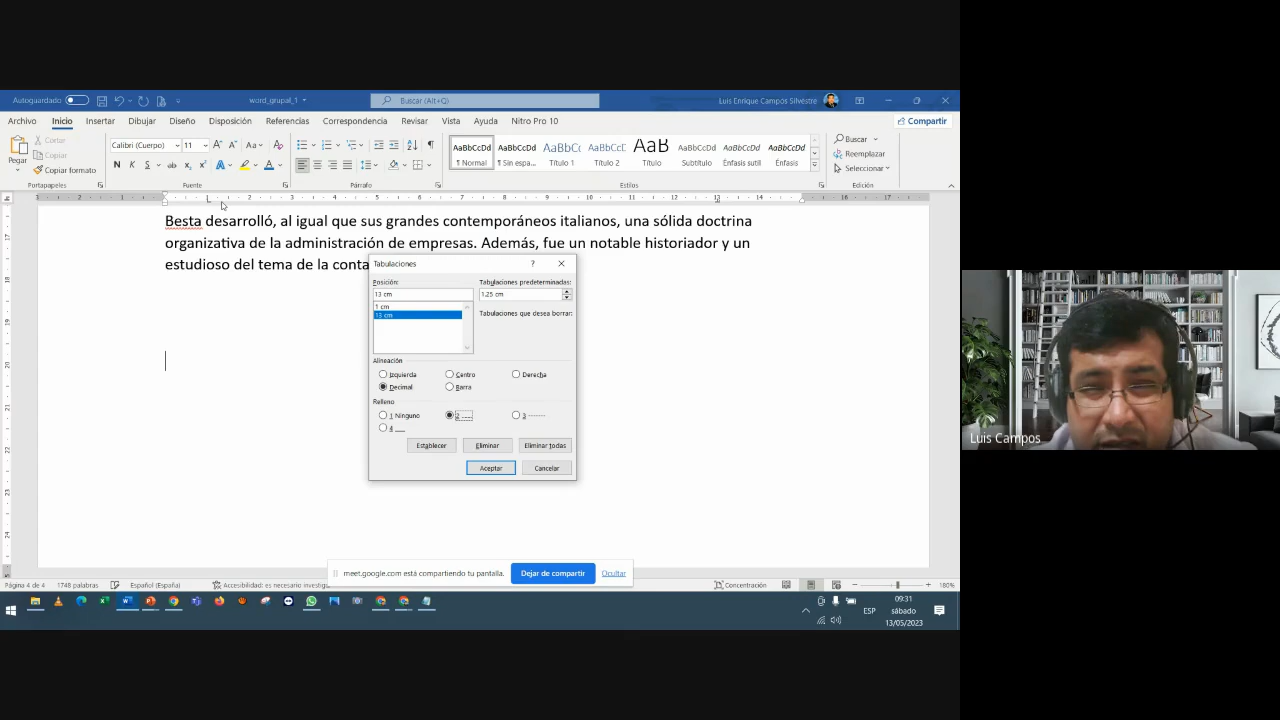 Autoguardado
word_grupal_1
Buscar (Alt+Q)
Luis Enrique Campos Silvestre
Archivo Inicio Insertar Dibujar Diseño Disposición Referencias Correspondencia Revisar Vista Ayuda Nitro Pro 10
Compartir
Pegar
Cortar
Copiar
Copiar formato
Portapapeles
Calibri (Cuerpo) 11
Fuente
Párrafo
AaBbCcDd AaBbCcDd AaBbCc AaBbCcD AaB AaBbCcD AaBbCcDd AaBbCcDd
¶ Normal ¶ Sin espa... Título 1 Título 2 Título Subtítulo Énfasis sutil Énfasis
Estilos
Buscar
Reemplazar
Seleccionar
Edición
Besta desarrolló, al igual que sus grandes contemporáneos italianos, una sólida doctrina
organizativa de la administración de empresas. Además, fue un notable historiador y un
estudioso del tema de la conta
Tabulaciones
Posición:
13 cm
1 cm
13 cm
Tabulaciones predeterminadas:
1.25 cm
Tabulaciones que desea borrar:
Alineación
Izquierda Centro Derecha
Decimal Barra
Relleno
1 Ninguno 2 ..... 3 -------
4 ___
Establecer Eliminar Eliminar todas
Aceptar Cancelar
meet.google.com está compartiendo tu pantalla. Dejar de compartir Ocultar
Página 4 de 4 1748 palabras Español (España) Accesibilidad: es necesario investiga
Concentración
180%
ESP
09:31
sábado
13/05/2023
Luis Campos